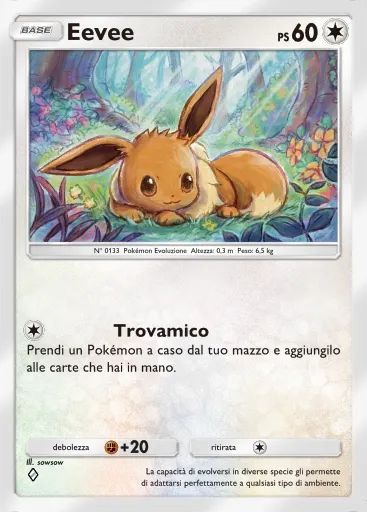 BASE Eevee PS 60
N° 0133 Pokémon Evoluzione Altezza: 0,3 m Peso: 6,5 kg
Trovamico
Prendi un Pokémon a caso dal tuo mazzo e aggiungilo
alle carte che hai in mano.
debolezza +20 ritirata
Ill. sowsow
La capacità di evolversi in diverse specie gli permette
di adattarsi perfettamente a qualsiasi tipo di ambiente.